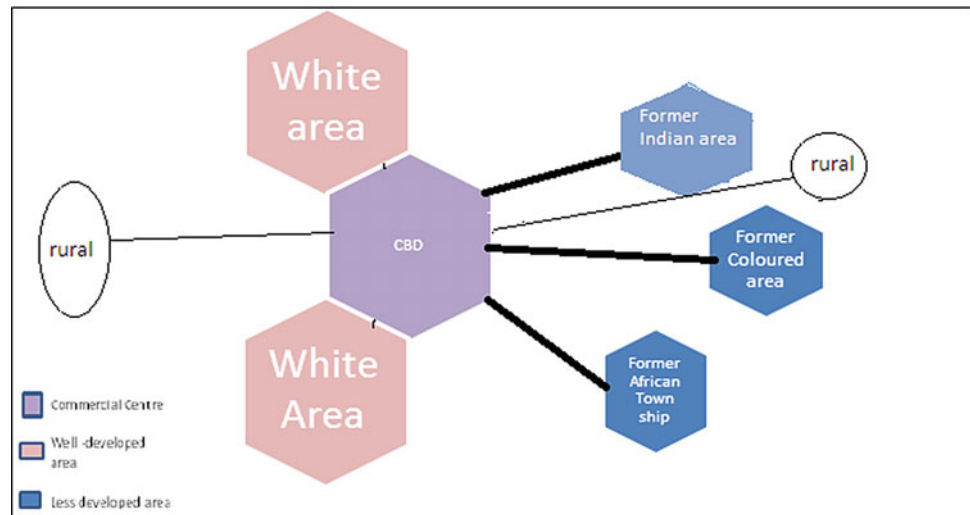 White
area
Former
Indian area
rural
rural
CBD
Former
Coloured
area
White
Area
Former
African
Town
ship
Commercial Centre
Well -developed
area
Less developed area